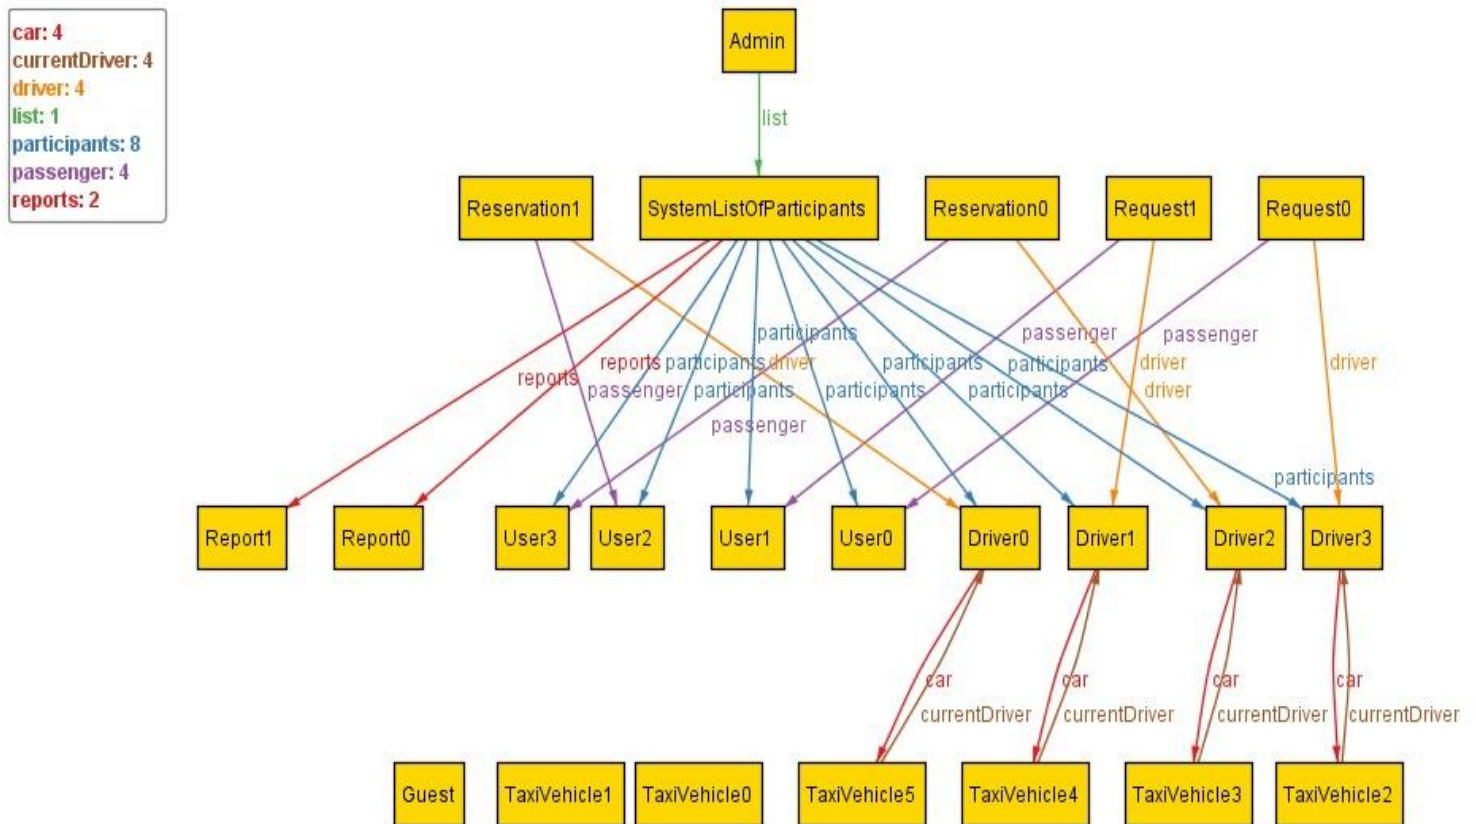 car: 4
currentDriver: 4
driver: 4
list: 1
participants: 8
passenger: 4
reports: 2
Admin
list
Reservation1
SystemListOfParticipants
Reservation0
Request1
Request0
participants
passenger
passenger
reports
participants
driver
participants
participants
driver
driver
reports
passenger
participants
participants
participants
driver
passenger
participants
Report1
Report0
User3
User2
User1
User0
Driver0
Driver1
Driver2
Driver3
car
car
car
car
currentDriver
currentDriver
currentDriver
currentDriver
Guest
TaxiVehicle1
TaxiVehicle0
TaxiVehicle5
TaxiVehicle4
TaxiVehicle3
TaxiVehicle2